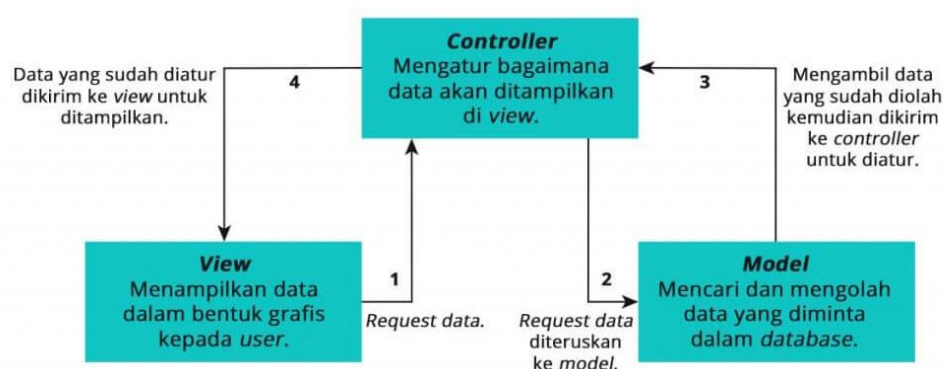 Controller
Mengatur bagaimana
data akan ditampilkan
di view.
4
3
Data yang sudah diatur
dikirim ke view untuk
ditampilkan.
Mengambil data
yang sudah diolah
kemudian dikirim
ke controller
untuk diatur.
View
Menampilkan data
dalam bentuk grafis
kepada user.
1
Request data.
2
Request data
diteruskan
ke model.
Model
Mencari dan mengolah
data yang diminta
dalam database.